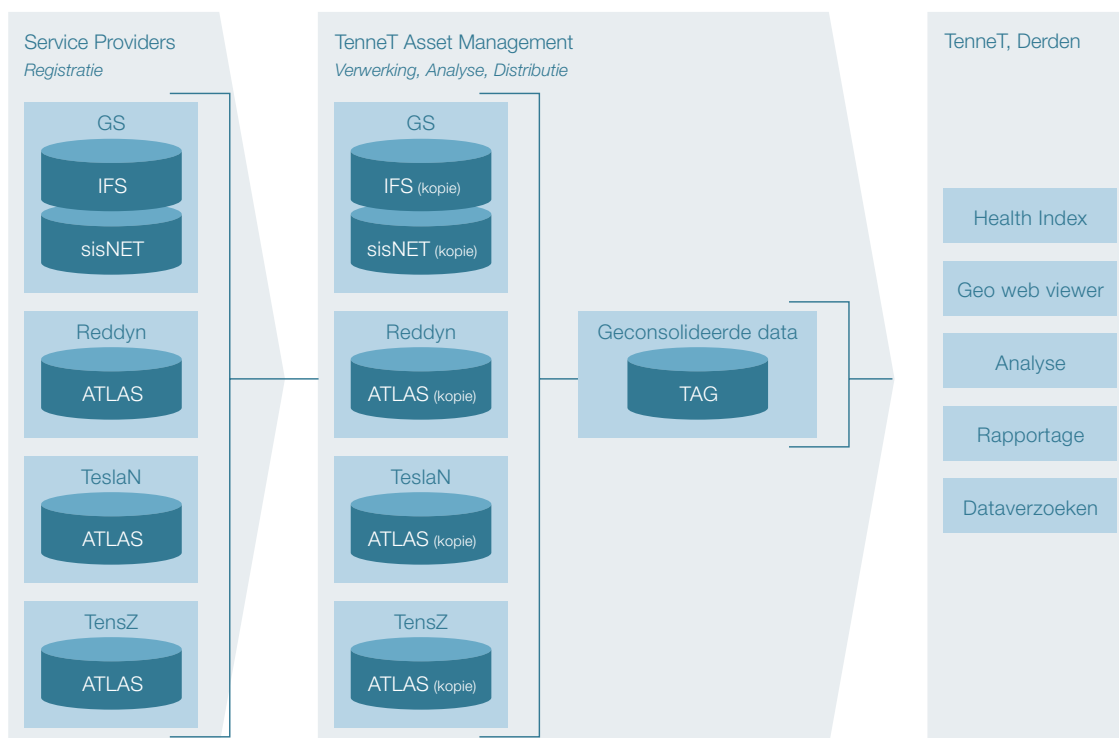 Service Providers
Registratie
GS
IFS
sisNET
Reddyn
ATLAS
TeslaN
ATLAS
TensZ
ATLAS
TenneT Asset Management
Verwerking, Analyse, Distributie
GS
IFS (kopie)
sisNET (kopie)
Reddyn
ATLAS (kopie)
TeslaN
ATLAS (kopie)
TensZ
ATLAS (kopie)
Geconsolideerde data
TAG
TenneT, Derden
Health Index
Geo web viewer
Analyse
Rapportage
Dataverzoeken